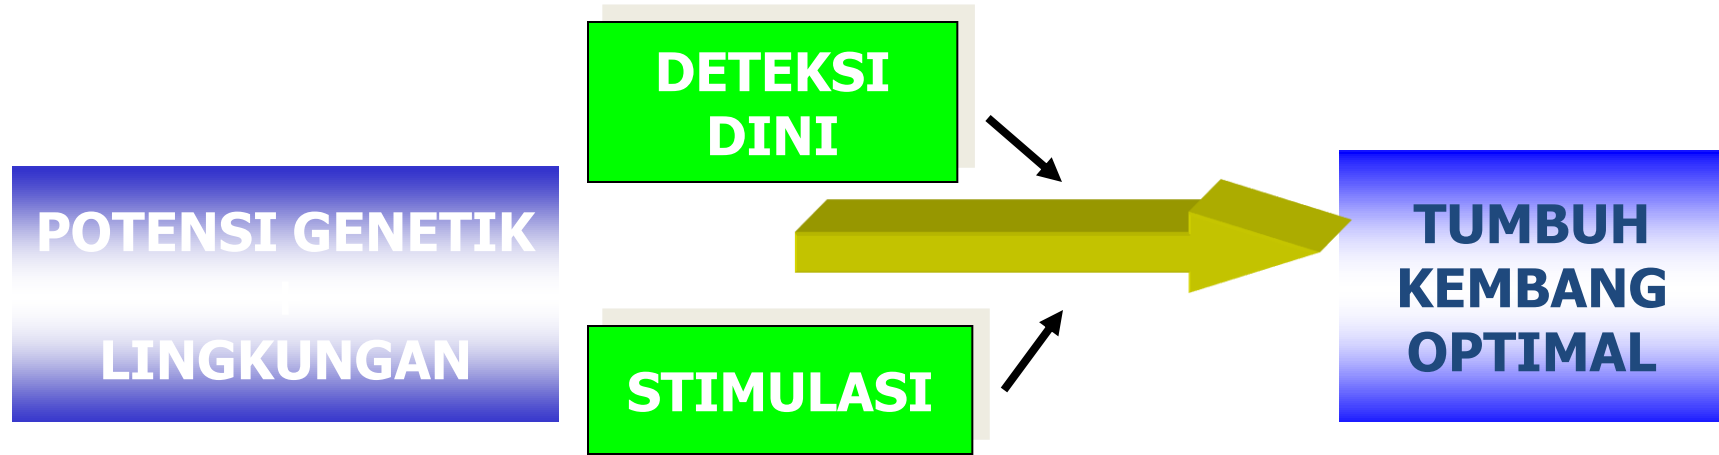 POTENSI GENETIK
+
LINGKUNGAN
DETEKSI
DINI
STIMULASI
TUMBUH
KEMBANG
OPTIMAL